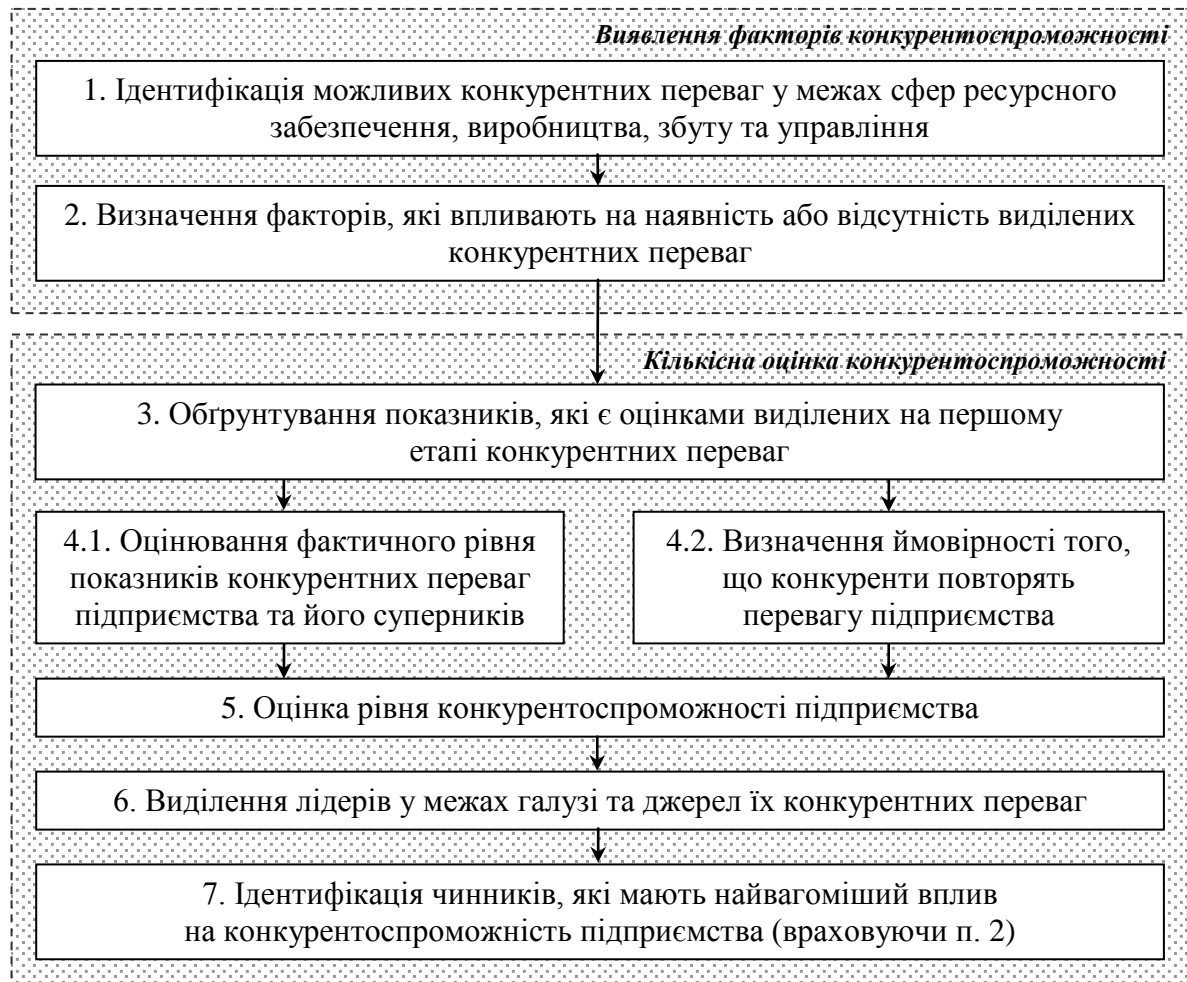 Виявлення факторів конкурентоспроможності
1. Ідентифікація можливих конкурентних переваг у межах сфер ресурсного
забезпечення, виробництва, збуту та управління
2. Визначення факторів, які впливають на наявність або відсутність виділених
конкурентних переваг
Кількісна оцінка конкурентоспроможності
3. Обґрунтування показників, які є оцінками виділених на першому
етапі конкурентних переваг
4.1. Оцінювання фактичного рівня
показників конкурентних переваг
підприємства та його суперників
4.2. Визначення ймовірності того,
що конкуренти повторять
перевагу підприємства
5. Оцінка рівня конкурентоспроможності підприємства
6. Виділення лідерів у межах галузі та джерел їх конкурентних переваг
7. Ідентифікація чинників, які мають найвагоміший вплив
на конкурентоспроможність підприємства (враховуючи п. 2)